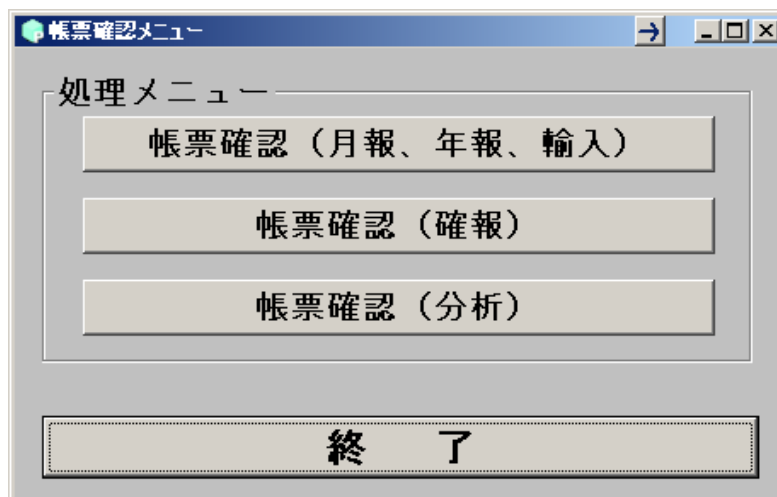 帳票確認メニュー
処理メニュー
帳票確認（月報、年報、輸入）
帳票確認（確報）
帳票確認（分析）
終　了